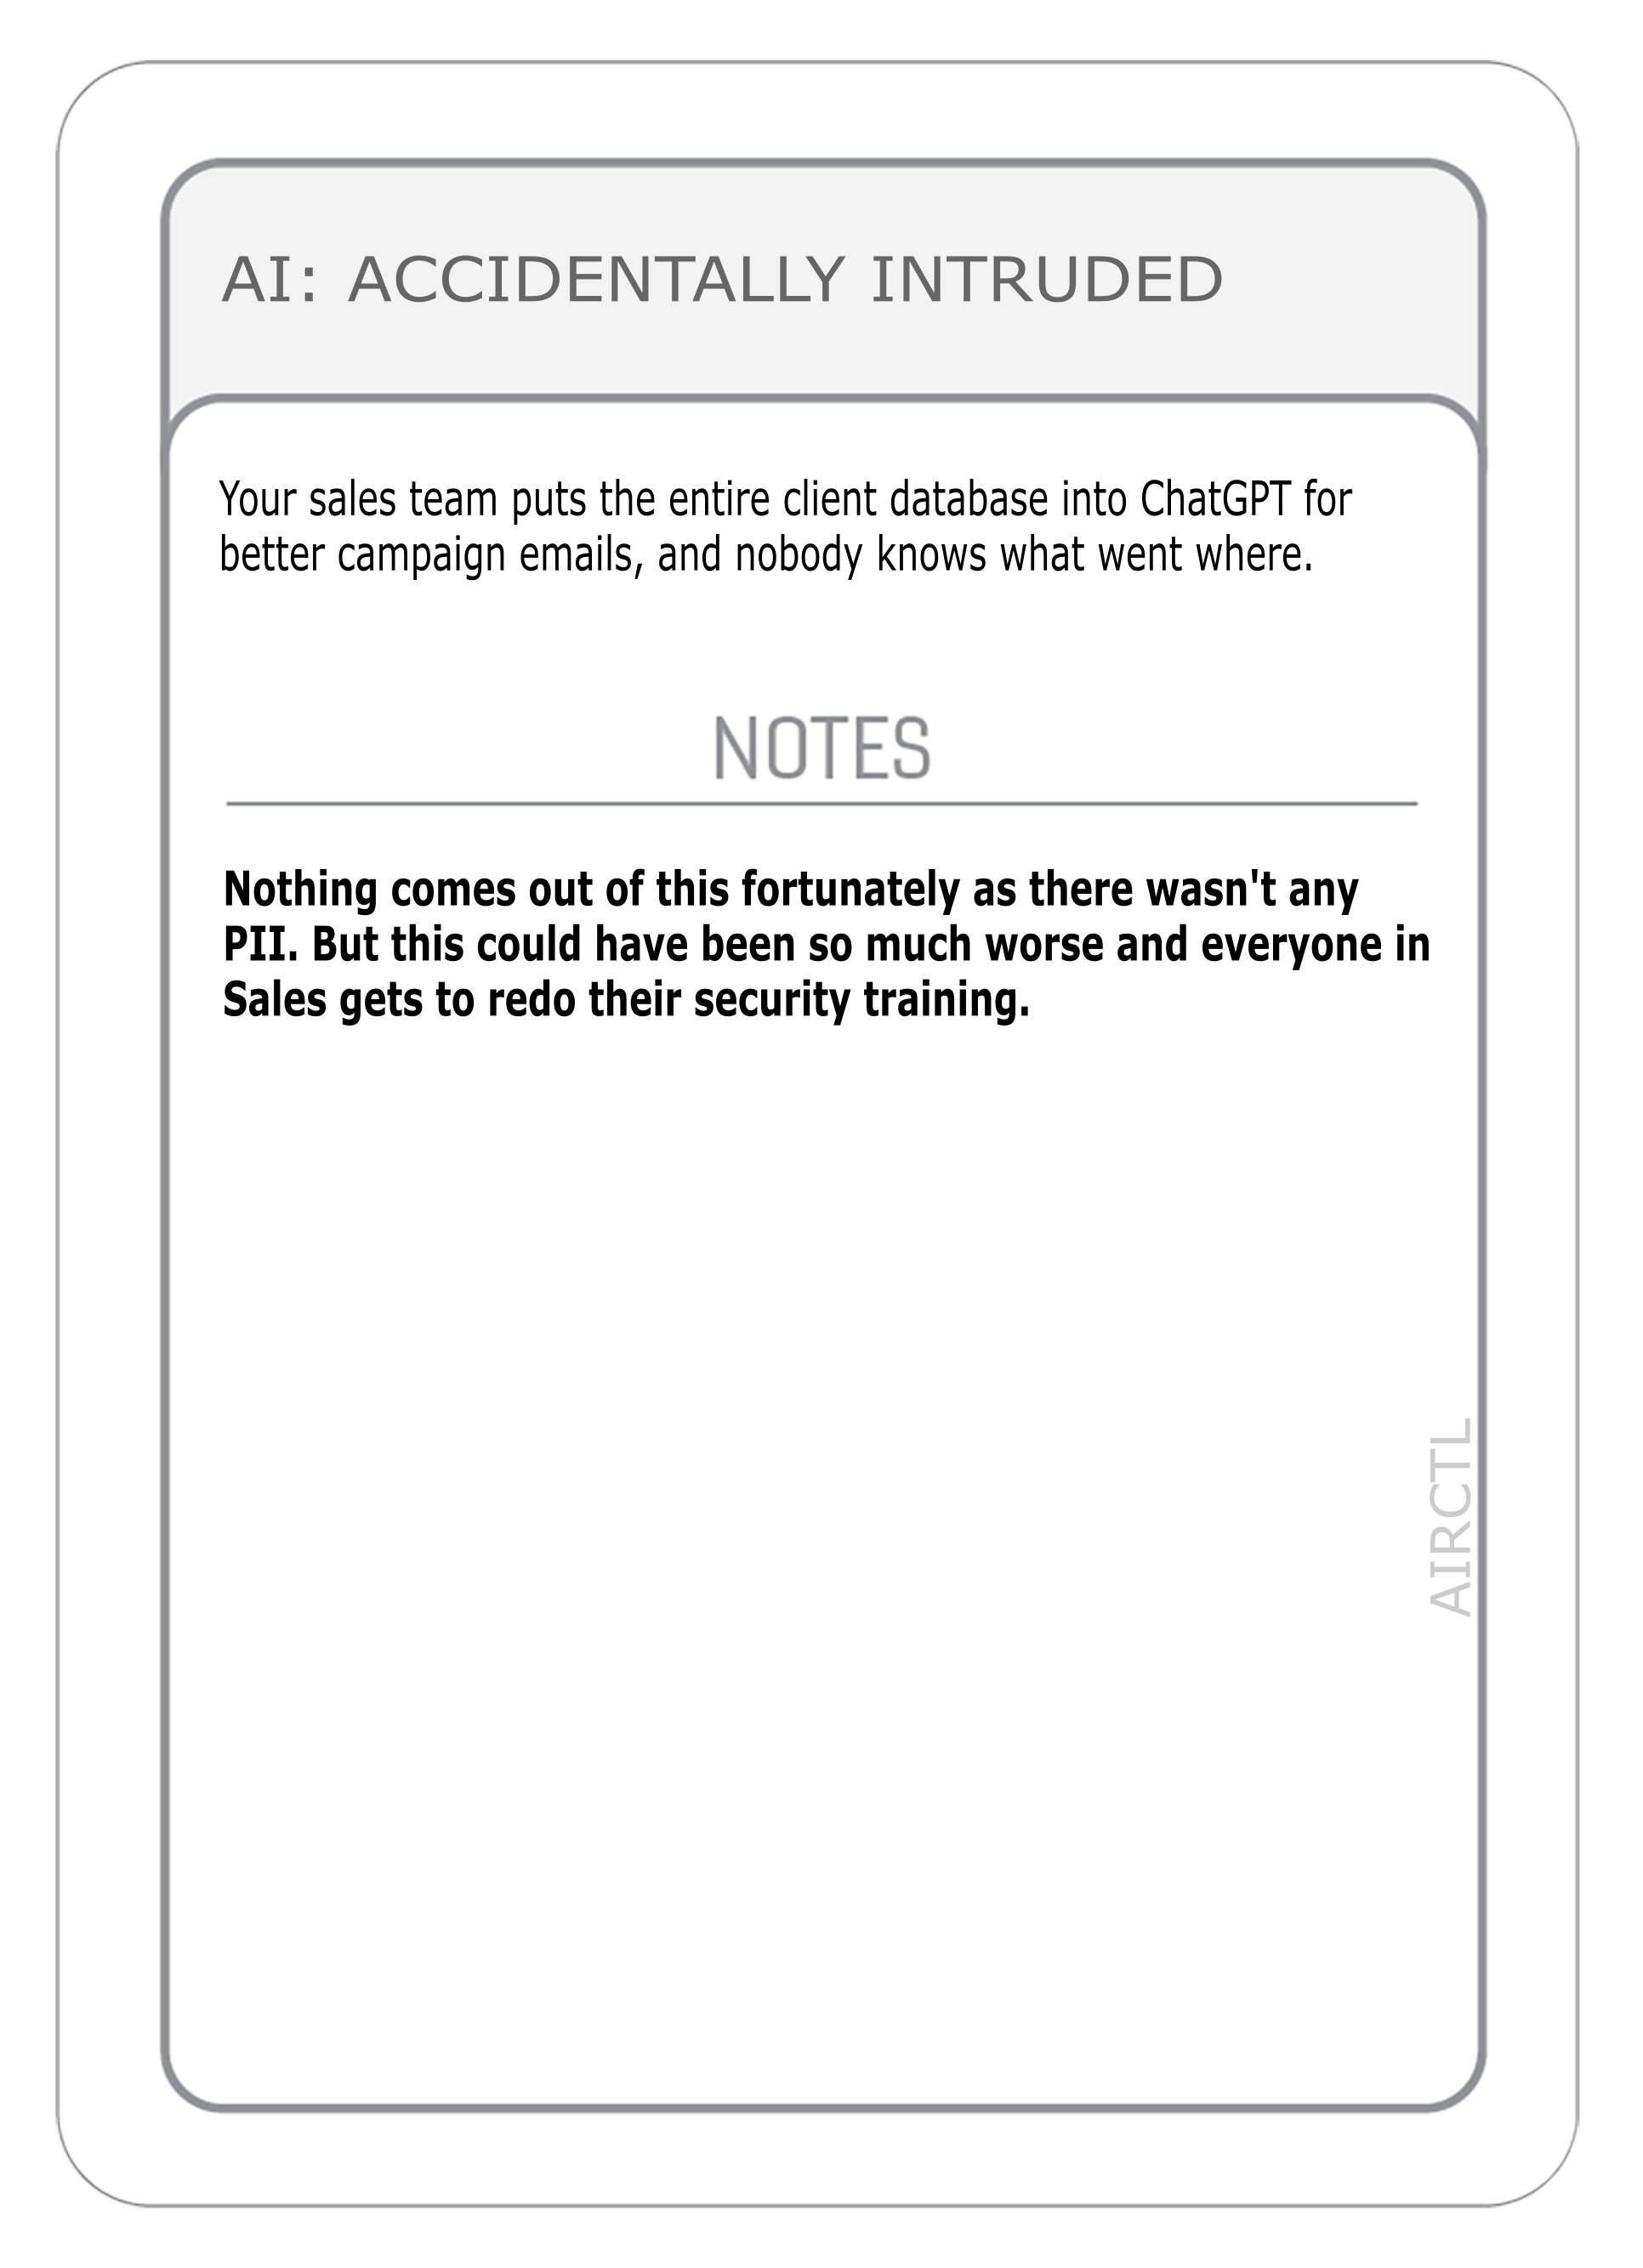 AI: ACCIDENTALLY INTRUDED
Your sales team puts the entire client database into ChatGPT for
better campaign emails, and nobody knows what went where.
NOTES
Nothing comes out of this fortunately as there wasn't any
PII. But this could have been so much worse and everyone in
Sales gets to redo their security training.
AIRCTL